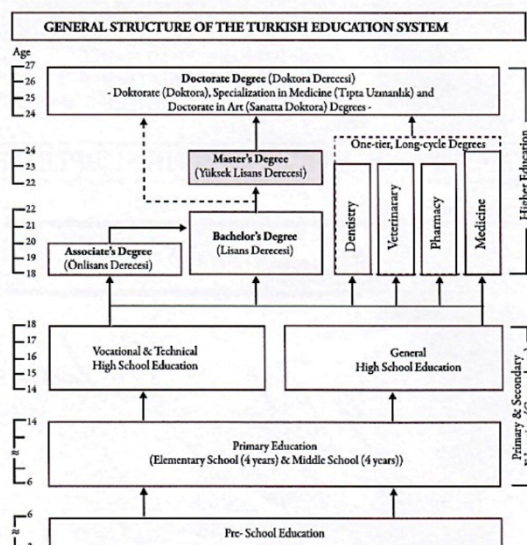 GENERAL STRUCTURE OF THE TURKISH EDUCATION SYSTEM
Age
27
26
25
24
Doctorate Degree (Doktora Derecesi)
- Doktorate (Doktora), Specialization in Medicine (Tıpta Uzmanlık) and
Doctorate in Art (Sanatta Doktora) Degrees -
24
23
22
Master's Degree
(Yüksek Lisans Derecesi)
One-tier, Long-cycle Degrees
Dentistry
Veterinarary
Pharmacy
Medicine
Higher Education
22
21
20
19
18
Associate's Degree
(Önlisans Derecesi)
Bachelor's Degree
(Lisans Derecesi)
18
17
16
15
14
Vocational & Technical
High School Education
General
High School Education
Primary & Secondary
14
≈
6
Primary Education
(Elementary School (4 years) & Middle School (4 years))
6
≈
Pre- School Education